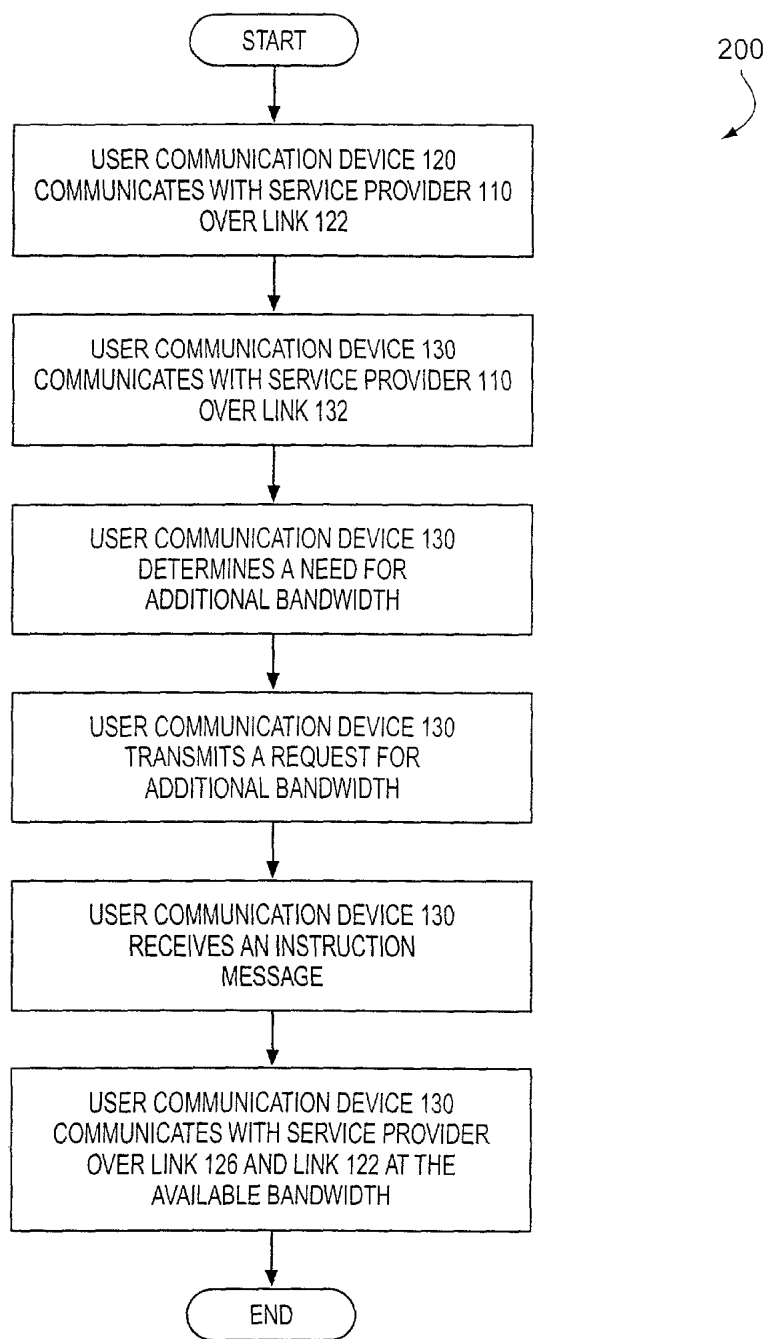 START
200
USER COMMUNICATION DEVICE 120
COMMUNICATES WITH SERVICE PROVIDER 110
OVER LINK 122
USER COMMUNICATION DEVICE 130
COMMUNICATES WITH SERVICE PROVIDER 110
OVER LINK 132
USER COMMUNICATION DEVICE 130
DETERMINES A NEED FOR
ADDITIONAL BANDWIDTH
USER COMMUNICATION DEVICE 130
TRANSMITS A REQUEST FOR
ADDITIONAL BANDWIDTH
USER COMMUNICATION DEVICE 130
RECEIVES AN INSTRUCTION
MESSAGE
USER COMMUNICATION DEVICE 130
COMMUNICATES WITH SERVICE PROVIDER
OVER LINK 126 AND LINK 122 AT THE
AVAILABLE BANDWIDTH
END